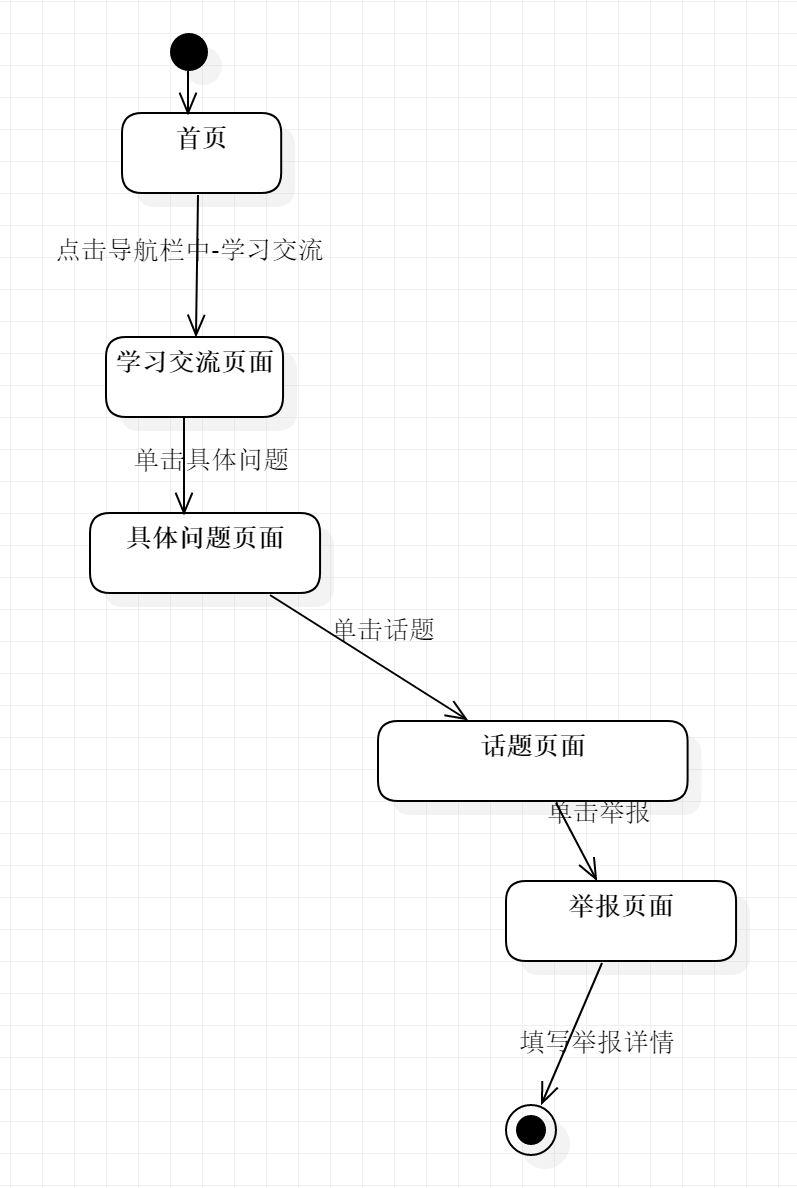 首页
点击导航栏中-学习交流
学习交流页面
单击具体问题
具体问题页面
单击话题
话题页面
单击举报
举报页面
填写举报详情